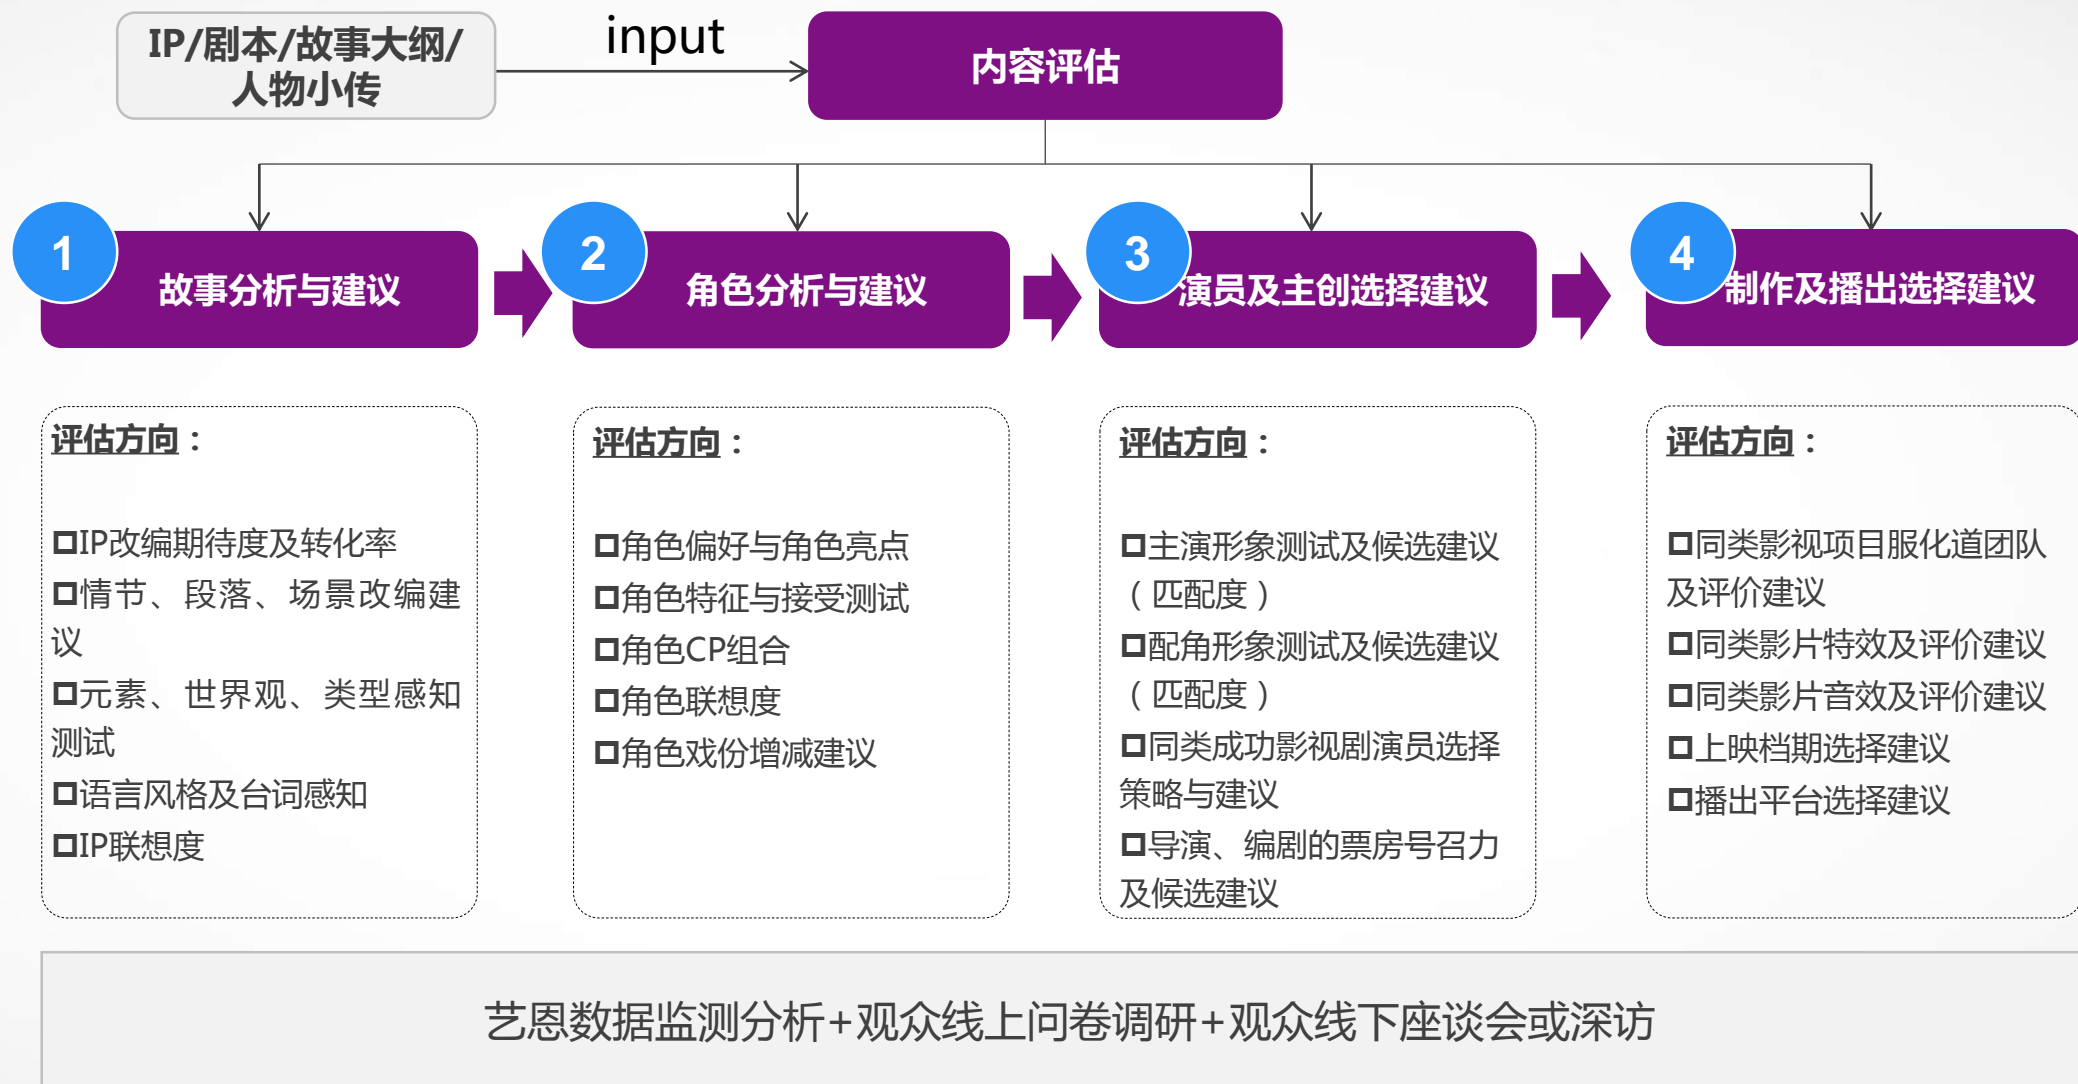 IP/剧本/故事大纲/
人物小传
input
内容评估
1
故事分析与建议
2
角色分析与建议
3
演员及主创选择建议
4
制作及播出选择建议
评估方向：
IP改编期待度及转化率
情节、段落、场景改编建
议
元素、世界观、类型感知
测试
语言风格及台词感知
IP联想度
评估方向：
角色偏好与角色亮点
角色特征与接受测试
角色CP组合
角色联想度
角色戏份增减建议
评估方向：
主演形象测试及候选建议
（匹配度）
配角形象测试及候选建议
（匹配度）
同类成功影视剧演员选择
策略与建议
导演、编剧的票房号召力
及候选建议
评估方向：
同类影视项目服化道团队
及评价建议
同类影片特效及评价建议
同类影片音效及评价建议
上映档期选择建议
播出平台选择建议
艺恩数据监测分析+观众线上问卷调研+观众线下座谈会或深访